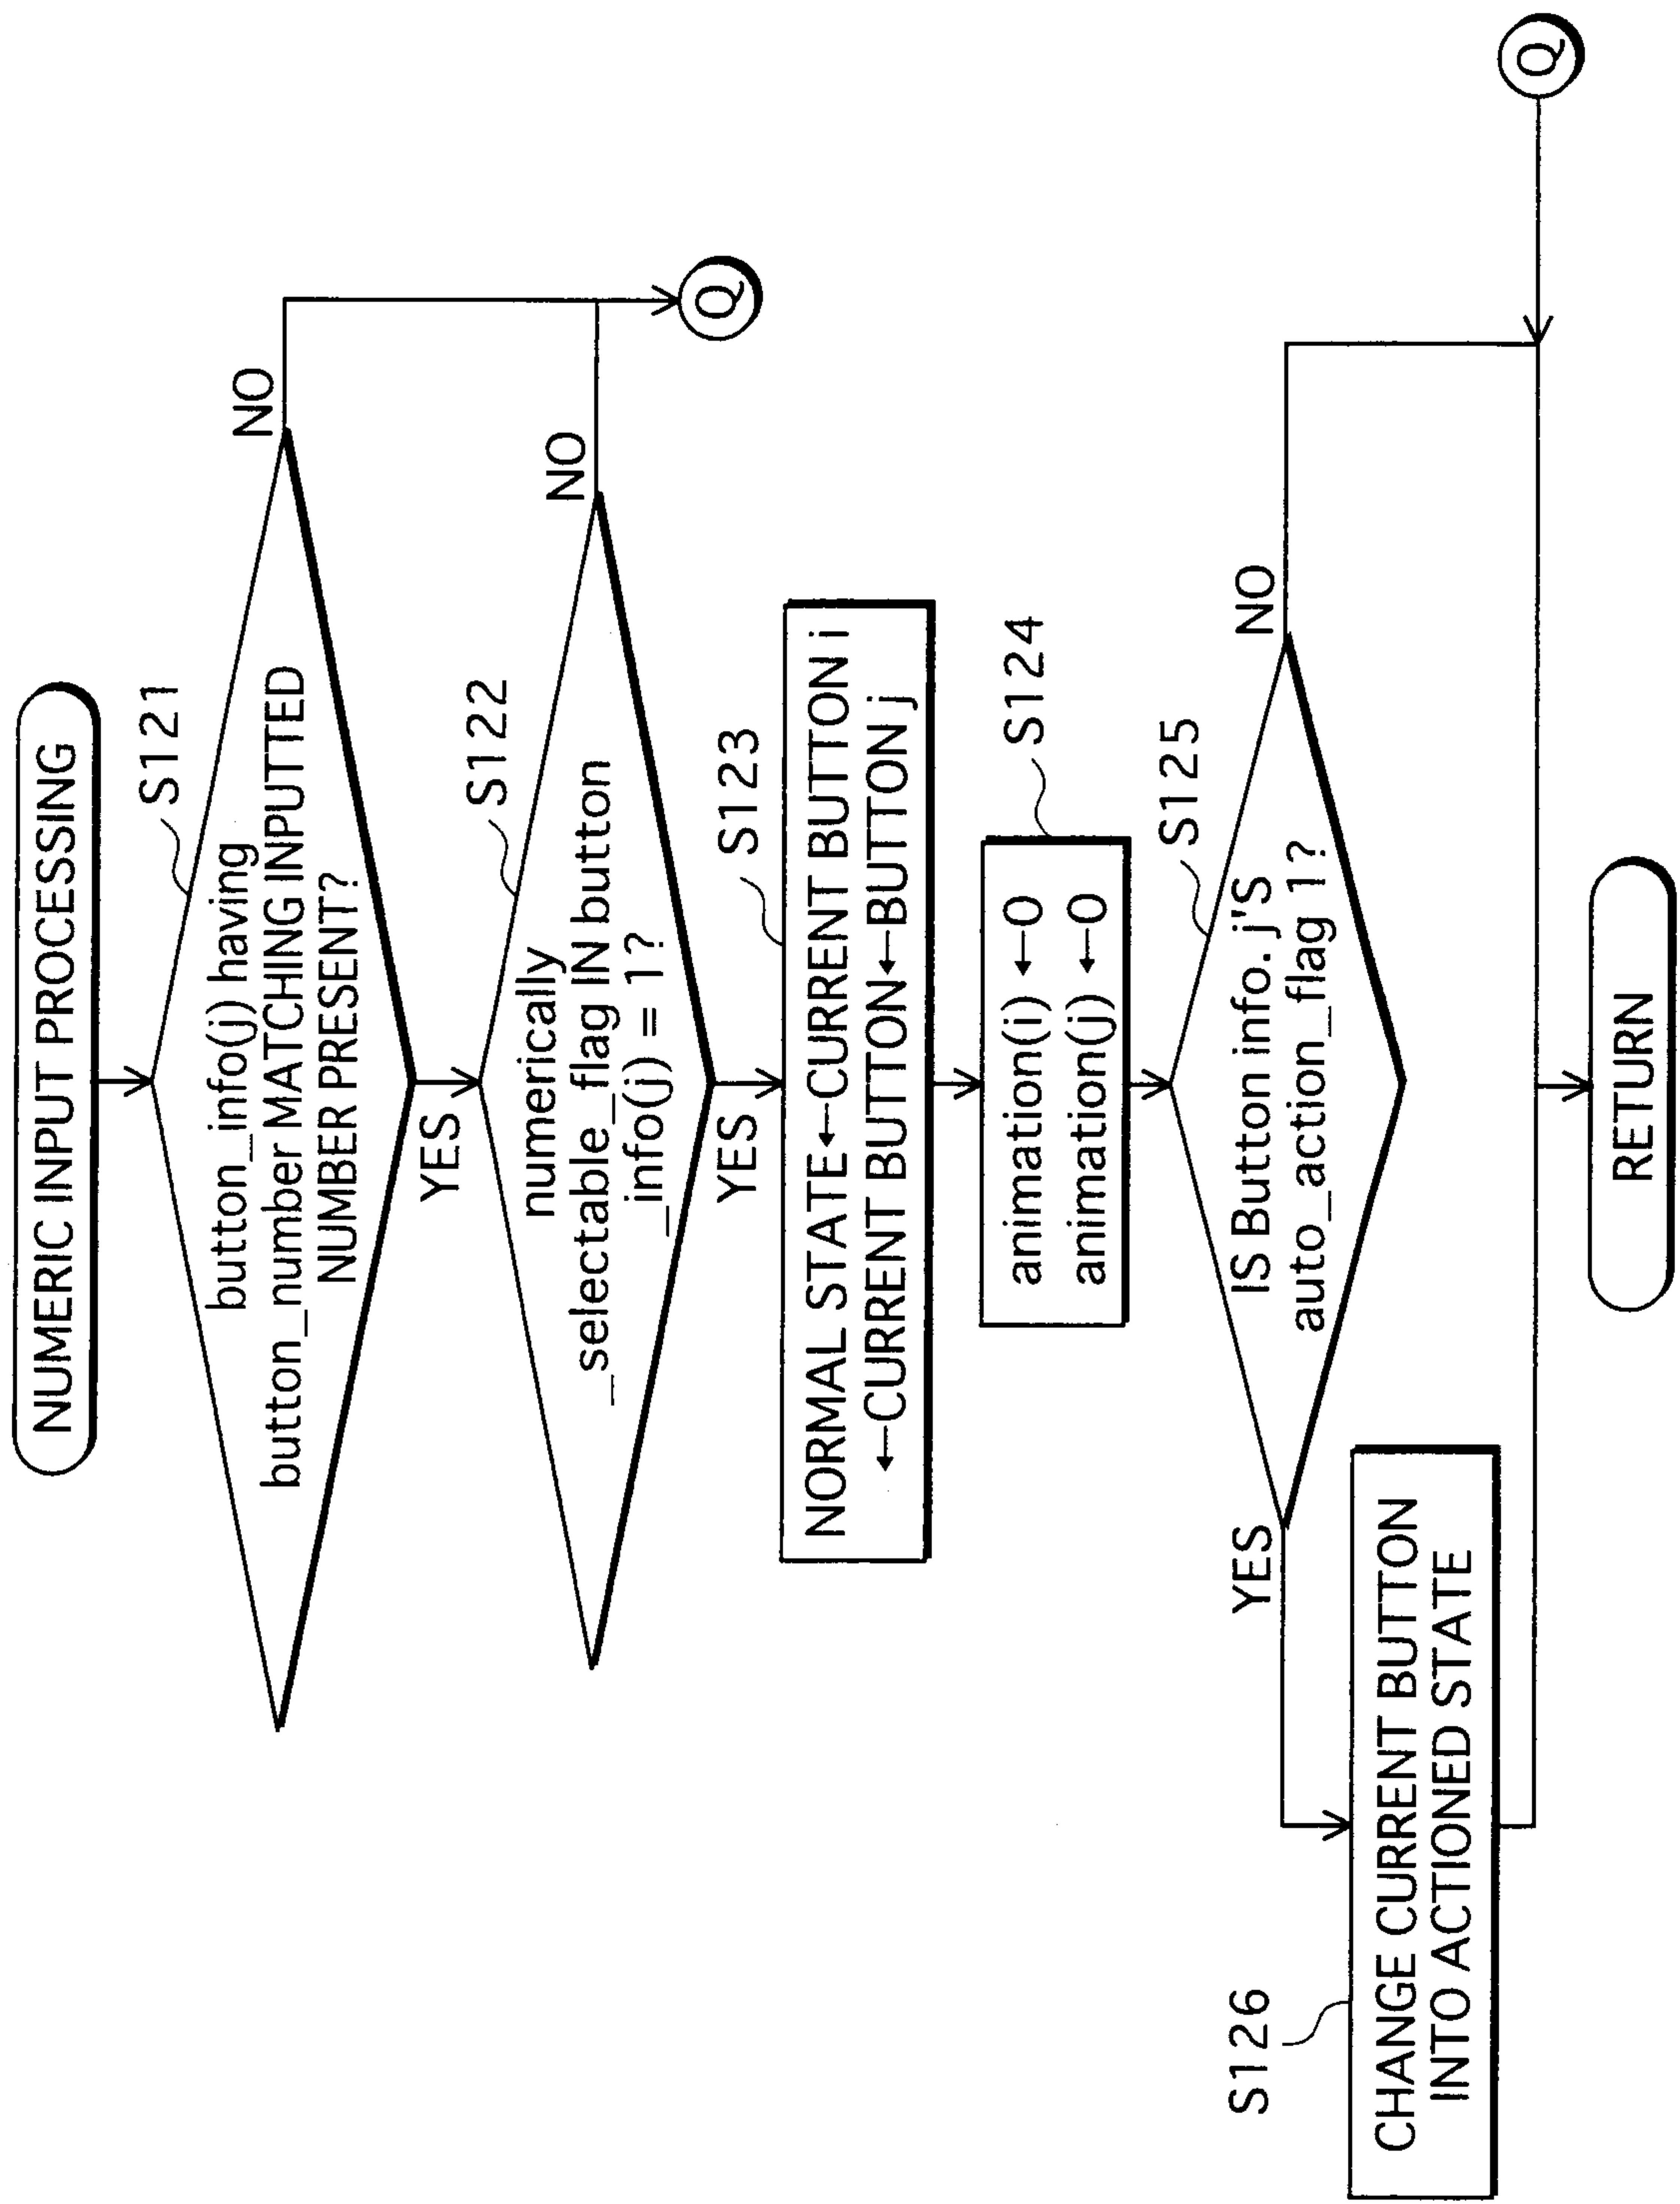 NUMERIC INPUT PROCESSING
S121
button_info(j) having
button_number MATCHING INPUTTED
NUMBER PRESENT?
NO
YES
S122
numerically
_selectable_flag IN button
_info(j) = 1?
NO
Q
YES
S123
NORMAL STATE←CURRENT BUTTON i
←CURRENT BUTTON←BUTTON j
S124
animation(i) ←0
animation(j) ←0
S125
IS Button info. j'S
auto_action_flag 1?
YES
NO
S126
CHANGE CURRENT BUTTON
INTO ACTIONED STATE
Q
RETURN